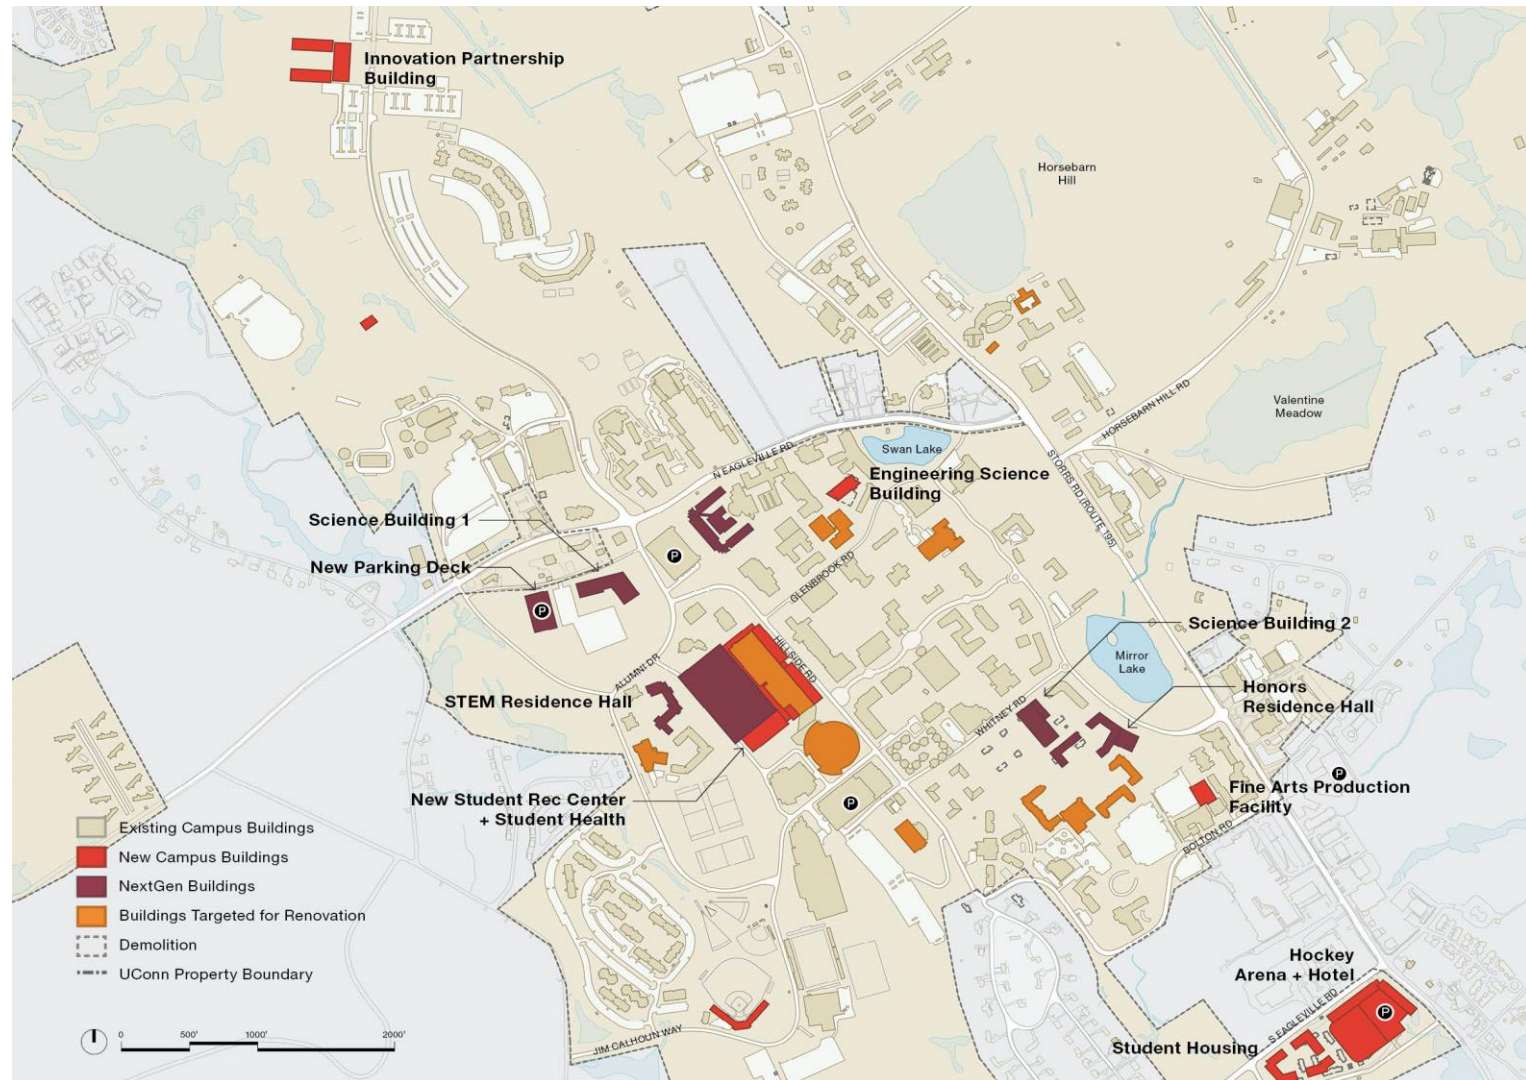 Innovation Partnership
Building
Horsebarn
Hill
Valentine
Meadow
HORSEBARN HILL RD
STORRS RD (ROUTE 195)
N EAGLEVILLE RD
Swan Lake
Engineering Science
Building
Science Building 1
P
New Parking Deck
P
GLENBROOK RD
Science Building 2
HILLSIDE RD
Mirror
Lake
ALUMNI DR
STEM Residence Hall
Honors
Residence Hall
WHITNEY RD
P
New Student Rec Center
+ Student Health
P
Fine Arts Production
Facility
BOLTON RD
Existing Campus Buildings
New Campus Buildings
NextGen Buildings
Buildings Targeted for Renovation
Demolition
UConn Property Boundary
Hockey
Arena + Hotel
S EAGLEVILLE RD
P
0 500' 1000' 2000'
JIM CALHOUN WAY
Student Housing